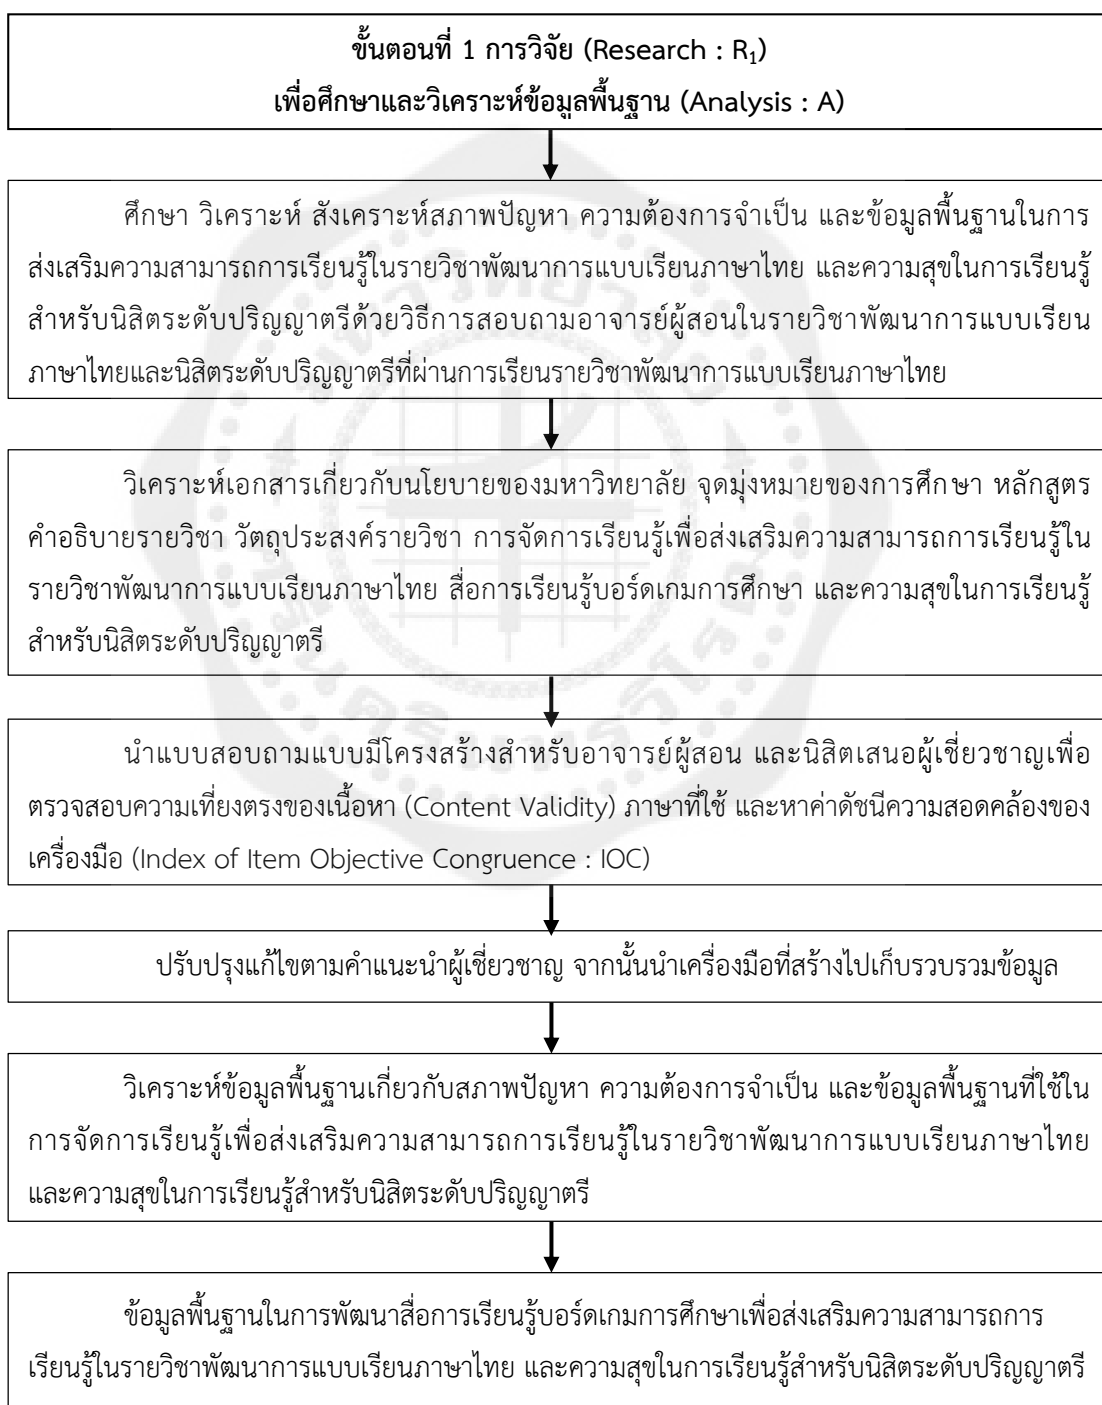 ขั้นตอนที่ 1 การวิจัย (Research : R₁)
เพื่อศึกษาและวิเคราะห์ข้อมูลพื้นฐาน (Analysis : A)
ศึกษา วิเคราะห์ สังเคราะห์สภาพปัญหา ความต้องการจำเป็น และข้อมูลพื้นฐานในการ
ส่งเสริมความสามารถการเรียนรู้ในรายวิชาพัฒนาการแบบเรียนภาษาไทย และความสุขในการเรียนรู้
สำหรับนิสิตระดับปริญญาตรีด้วยวิธีการสอบถามอาจารย์ผู้สอนในรายวิชาพัฒนาการแบบเรียน
ภาษาไทยและนิสิตระดับปริญญาตรีที่ผ่านการเรียนรายวิชาพัฒนาการแบบเรียนภาษาไทย
วิเคราะห์เอกสารเกี่ยวกับนโยบายของมหาวิทยาลัย จุดมุ่งหมายของการศึกษา หลักสูตร
คำอธิบายรายวิชา วัตถุประสงค์รายวิชา การจัดการเรียนรู้เพื่อส่งเสริมความสามารถการเรียนรู้ใน
รายวิชาพัฒนาการแบบเรียนภาษาไทย สื่อการเรียนรู้บอร์ดเกมการศึกษา และความสุขในการเรียนรู้
สำหรับนิสิตระดับปริญญาตรี
นำแบบสอบถามแบบมีโครงสร้างสำหรับอาจารย์ผู้สอน และนิสิตเสนอผู้เชี่ยวชาญเพื่อ
ตรวจสอบความเที่ยงตรงของเนื้อหา (Content Validity) ภาษาที่ใช้ และหาค่าดัชนีความสอดคล้องของ
เครื่องมือ (Index of Item Objective Congruence : IOC)
ปรับปรุงแก้ไขตามคำแนะนำผู้เชี่ยวชาญ จากนั้นนำเครื่องมือที่สร้างไปเก็บรวบรวมข้อมูล
วิเคราะห์ข้อมูลพื้นฐานเกี่ยวกับสภาพปัญหา ความต้องการจำเป็น และข้อมูลพื้นฐานที่ใช้ใน
การจัดการเรียนรู้เพื่อส่งเสริมความสามารถการเรียนรู้ในรายวิชาพัฒนาการแบบเรียนภาษาไทย
และความสุขในการเรียนรู้สำหรับนิสิตระดับปริญญาตรี
ข้อมูลพื้นฐานในการพัฒนาสื่อการเรียนรู้บอร์ดเกมการศึกษาเพื่อส่งเสริมความสามารถการ
เรียนรู้ในรายวิชาพัฒนาการแบบเรียนภาษาไทย และความสุขในการเรียนรู้สำหรับนิสิตระดับปริญญาตรี